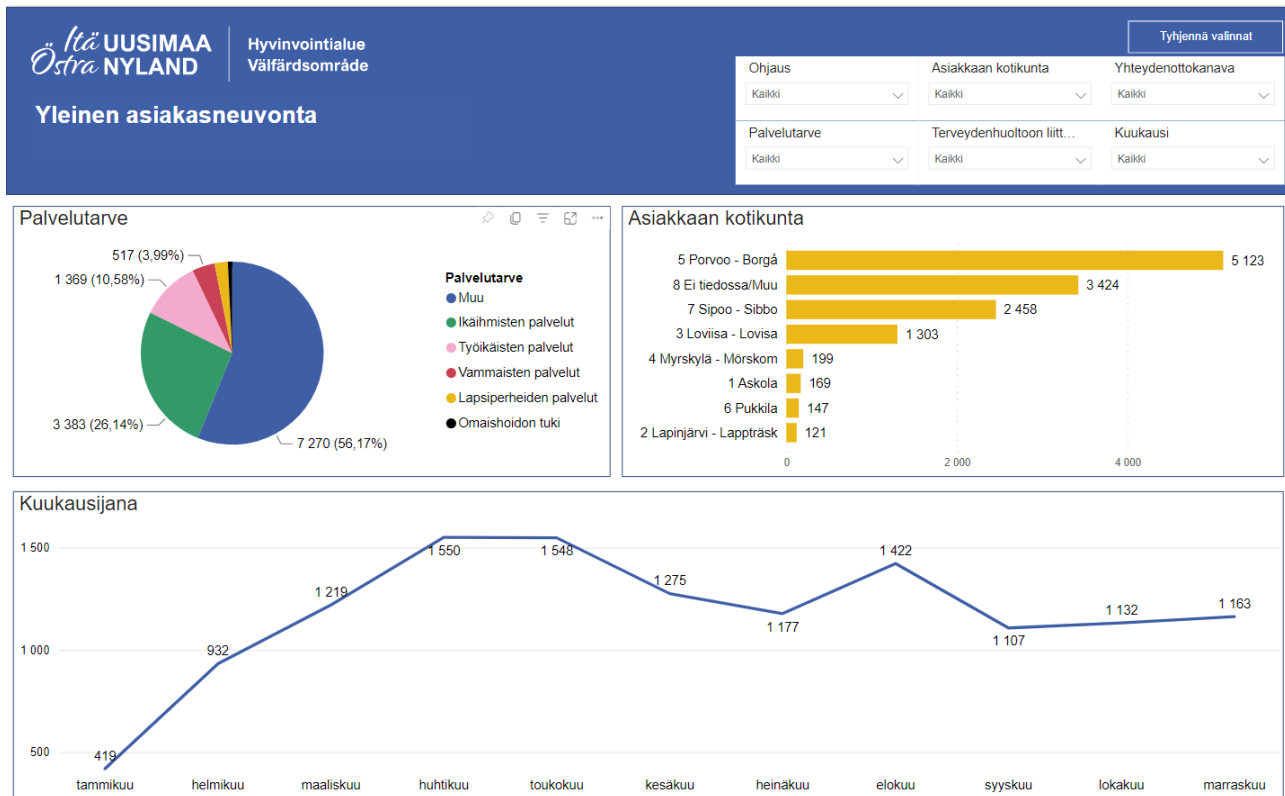 Itä UUSIMAA
Östra NYLAND
Hyvinvointialue
Välfärdsområde
Yleinen asiakasneuvonta
Tyhjennä valinnat
Ohjaus
Kaikki
Asiakkaan kotikunta
Kaikki
Yhteydenottokanava
Kaikki
Palvelutarve
Kaikki
Terveydenhuoltoon liitt...
Kaikki
Kuukausi
Kaikki
Palvelutarve
517 (3,99%)
1 369 (10,58%)
3 383 (26,14%)
7 270 (56,17%)
Palvelutarve
Muu
Ikäihmisten palvelut
Työikäisten palvelut
Vammaisten palvelut
Lapsiperheiden palvelut
Omaishoidon tuki
Asiakkaan kotikunta
5 Porvoo - Borgå 5 123
8 Ei tiedossa/Muu 3 424
7 Sipoo - Sibbo 2 458
3 Loviisa - Lovisa 1 303
4 Myrskylä - Mörskom 199
1 Askola 169
6 Pukkila 147
2 Lapinjärvi - Lappträsk 121
0 2 000 4 000
Kuukausijana
1 500
1 000
500
419
932
1 219
1 550
1 548
1 275
1 177
1 422
1 107
1 132
1 163
tammikuu helmikuu maaliskuu huhtikuu toukokuu kesäkuu heinäkuu elokuu syyskuu lokakuu marraskuu